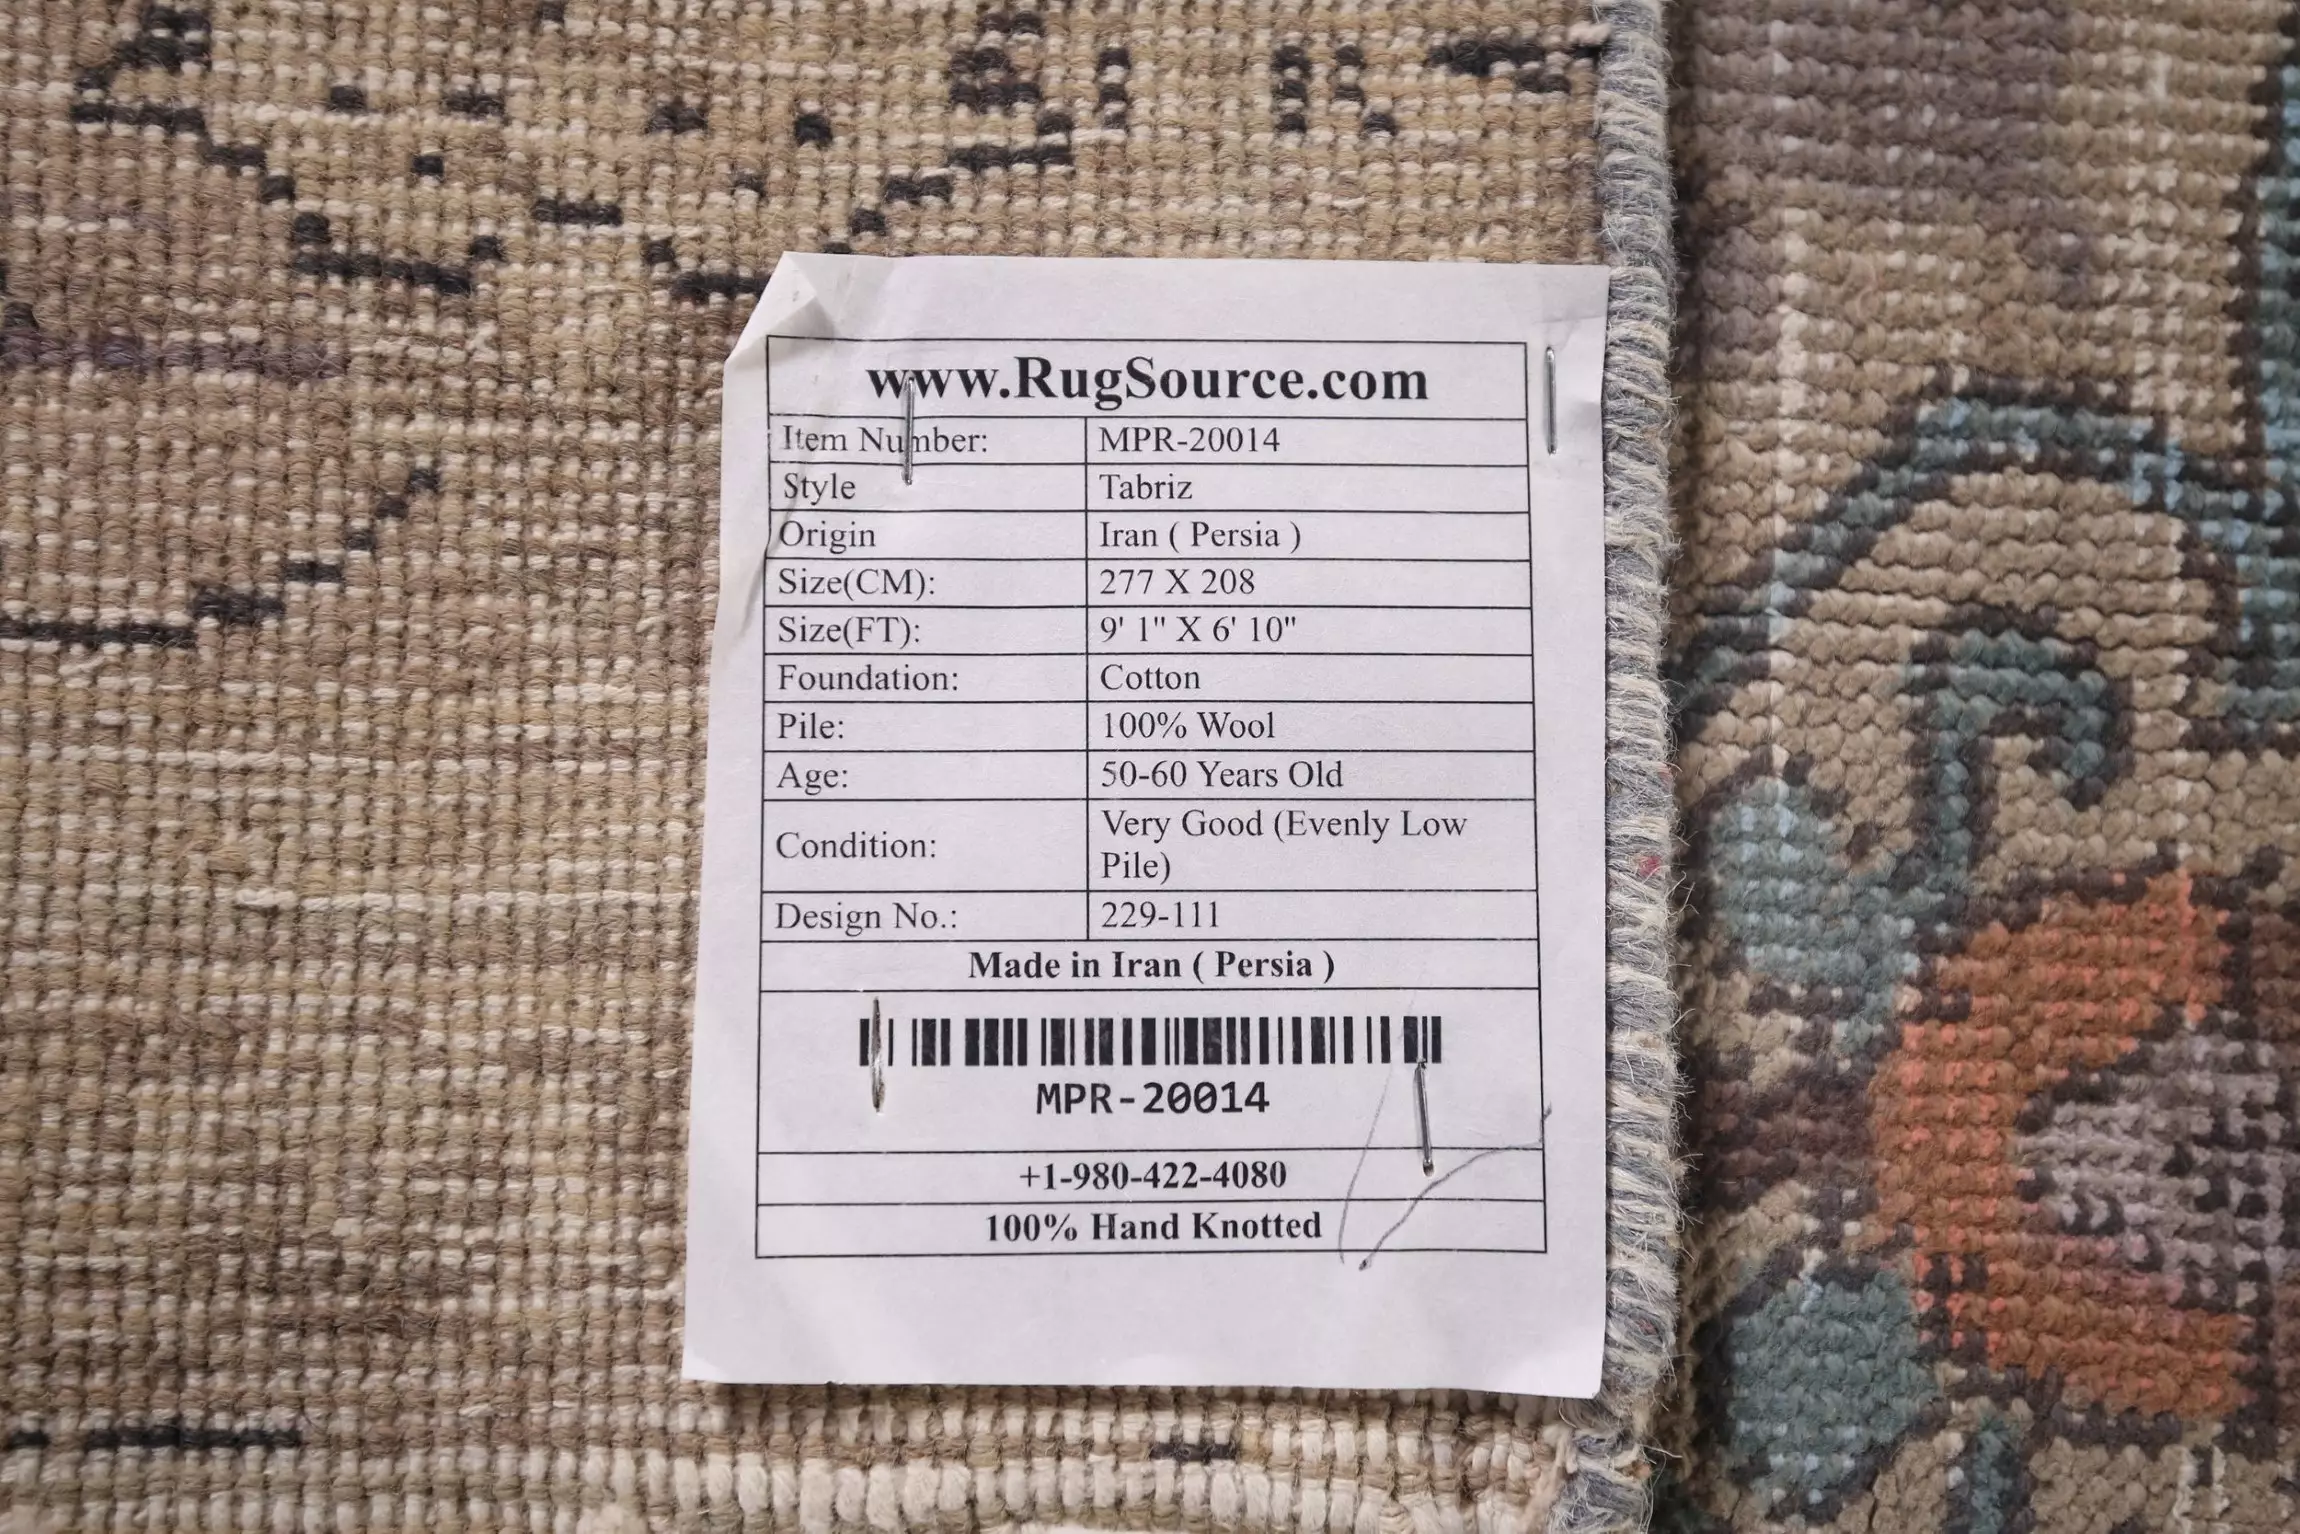 www.RugSource.com
Item Number: MPR-20014
Style Tabriz
Origin Iran ( Persia )
Size(CM): 277 X 208
Size(FT): 9' 1" X 6' 10"
Foundation: Cotton
Pile: 100% Wool
Age: 50-60 Years Old
Condition: Very Good (Evenly Low
Pile)
Design No.: 229-111
Made in Iran ( Persia )
MPR-20014
+1-980-422-4080
100% Hand Knotted